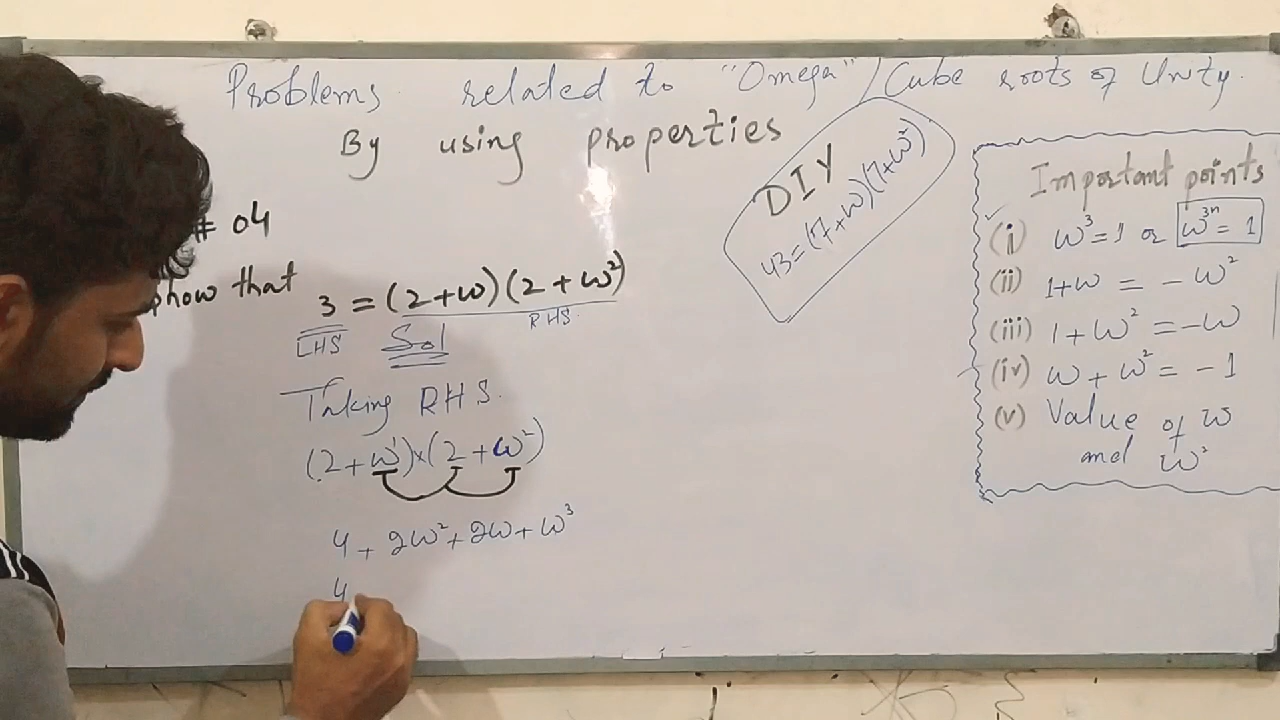 Problems related to "Omega" / Cube roots of Unity.
By using properties
# 04
show that 3 = (2+ω)(2+ω²)
LHS RHS
Sol
Taking RHS.
(2+ω¹)×(2+ω²)
4 + 2ω² + 2ω + ω³
4
DIY
43=(7+ω)(7+ω²)
Important points
(i) ω³=1 or ω³ⁿ = 1
(ii) 1+ω = -ω²
(iii) 1+ω² = -ω
(iv) ω+ω² = -1
(v) Value of ω
and ω²